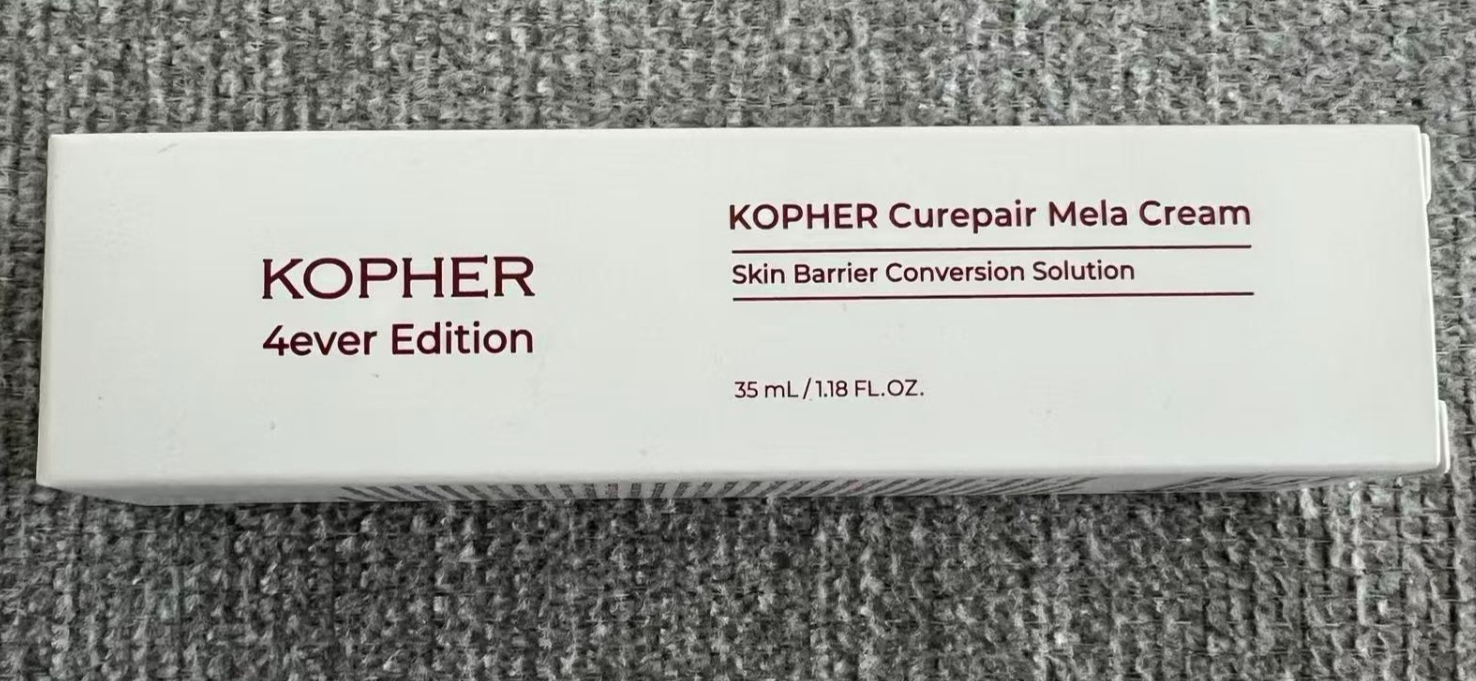 KOPHER
4ever Edition
KOPHER Curepair Mela Cream
Skin Barrier Conversion Solution
35 mL / 1.18 FL.OZ.